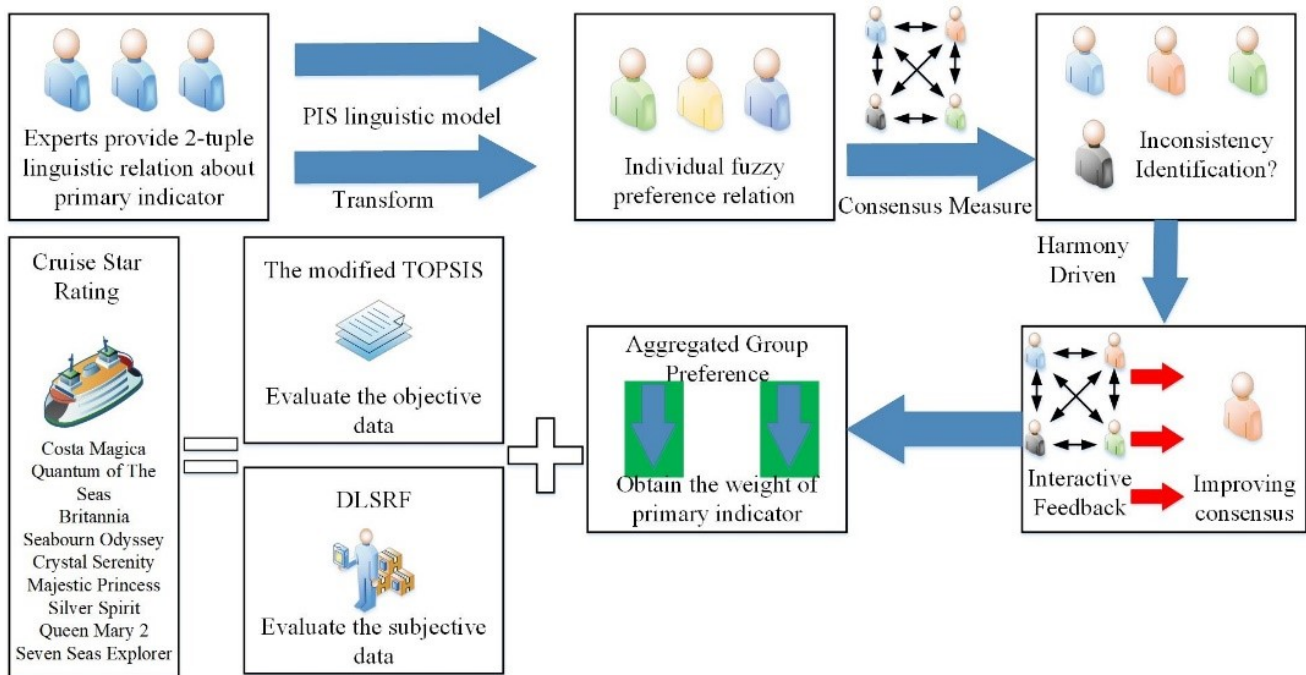 Experts provide 2-tuple
linguistic relation about
primary indicator
PIS linguistic model
Transform
Individual fuzzy
preference relation
Consensus Measure
Inconsistency
Identification?
Harmony
Driven
Interactive
Feedback
Improving
consensus
Aggregated Group
Preference
Obtain the weight of
primary indicator
The modified TOPSIS
Evaluate the objective
data
DLSRF
Evaluate the subjective
data
Cruise Star
Rating
Costa Magica
Quantum of The
Seas
Britannia
Seabourn Odyssey
Crystal Serenity
Majestic Princess
Silver Spirit
Queen Mary 2
Seven Seas Explorer